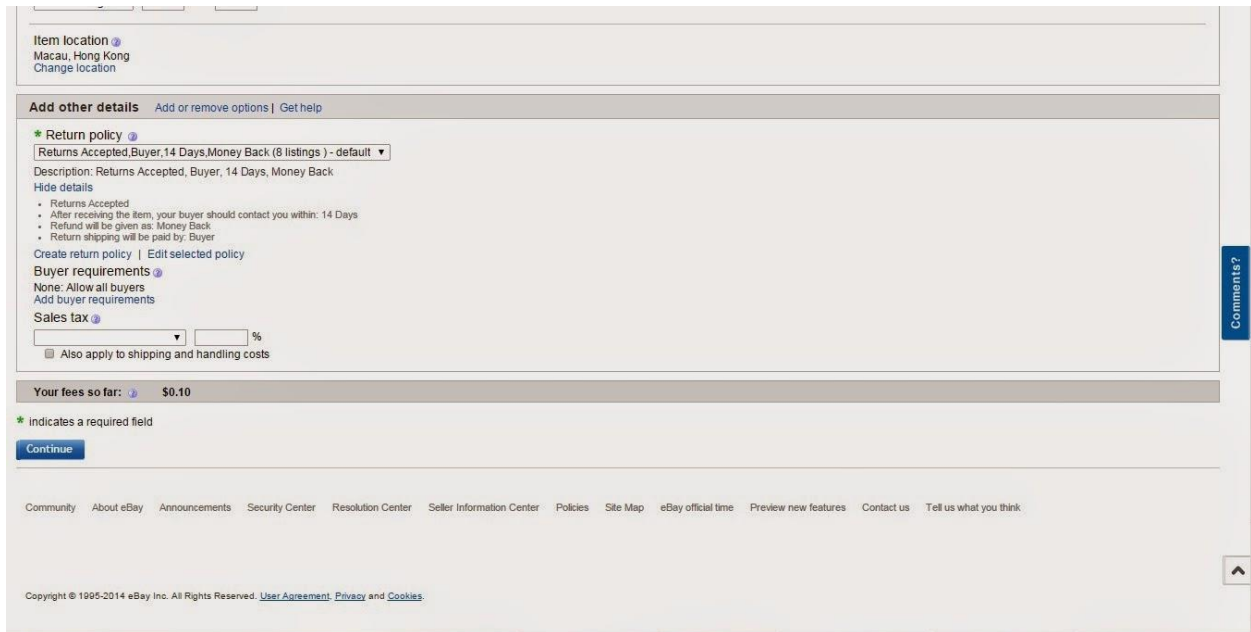 Item location
Macau, Hong Kong
Change location
Add other details Add or remove options | Get help
* Return policy
Returns Accepted,Buyer,14 Days,Money Back (8 listings ) - default
Description: Returns Accepted, Buyer, 14 Days, Money Back
Hide details
Returns Accepted
After receiving the item, your buyer should contact you within: 14 Days
Refund will be given as: Money Back
Return shipping will be paid by: Buyer
Create return policy | Edit selected policy
Buyer requirements
None: Allow all buyers
Add buyer requirements
Sales tax
%
Also apply to shipping and handling costs
Comments?
Your fees so far: $0.10
* indicates a required field
Continue
Community About eBay Announcements Security Center Resolution Center Seller Information Center Policies Site Map eBay official time Preview new features Contact us Tell us what you think
Copyright © 1995-2014 eBay Inc. All Rights Reserved. User Agreement, Privacy and Cookies.